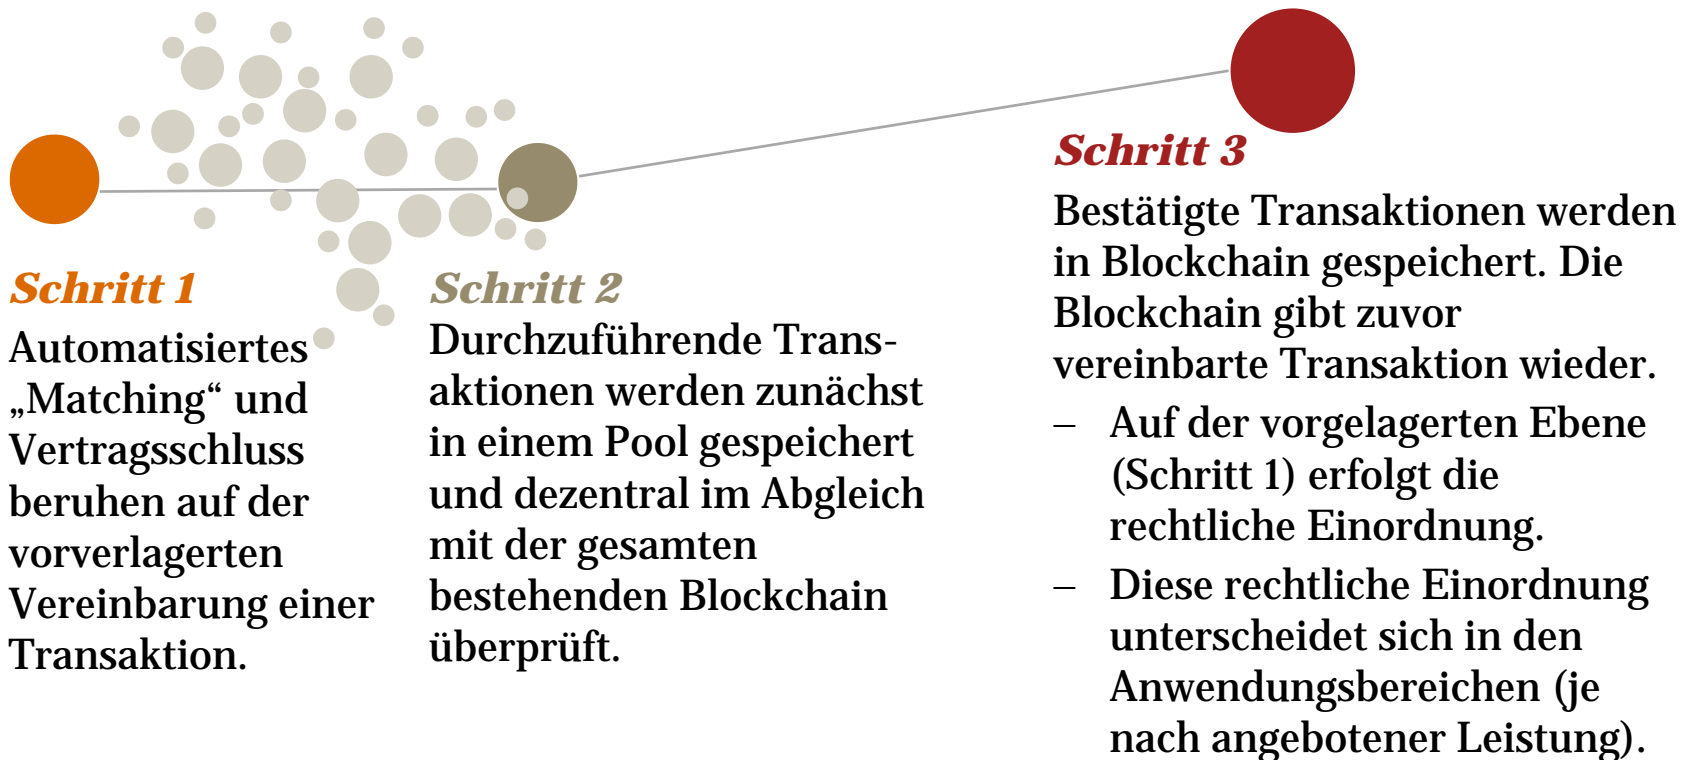 Schritt 1
Automatisiertes
„Matching“ und
Vertragsschluss
beruhen auf der
vorverlagerten
Vereinbarung einer
Transaktion.
Schritt 2
Durchzuführende Trans-
aktionen werden zunächst
in einem Pool gespeichert
und dezentral im Abgleich
mit der gesamten
bestehenden Blockchain
überprüft.
Schritt 3
Bestätigte Transaktionen werden
in Blockchain gespeichert. Die
Blockchain gibt zuvor
vereinbarte Transaktion wieder.
– Auf der vorgelagerten Ebene
(Schritt 1) erfolgt die
rechtliche Einordnung.
– Diese rechtliche Einordnung
unterscheidet sich in den
Anwendungsbereichen (je
nach angebotener Leistung).